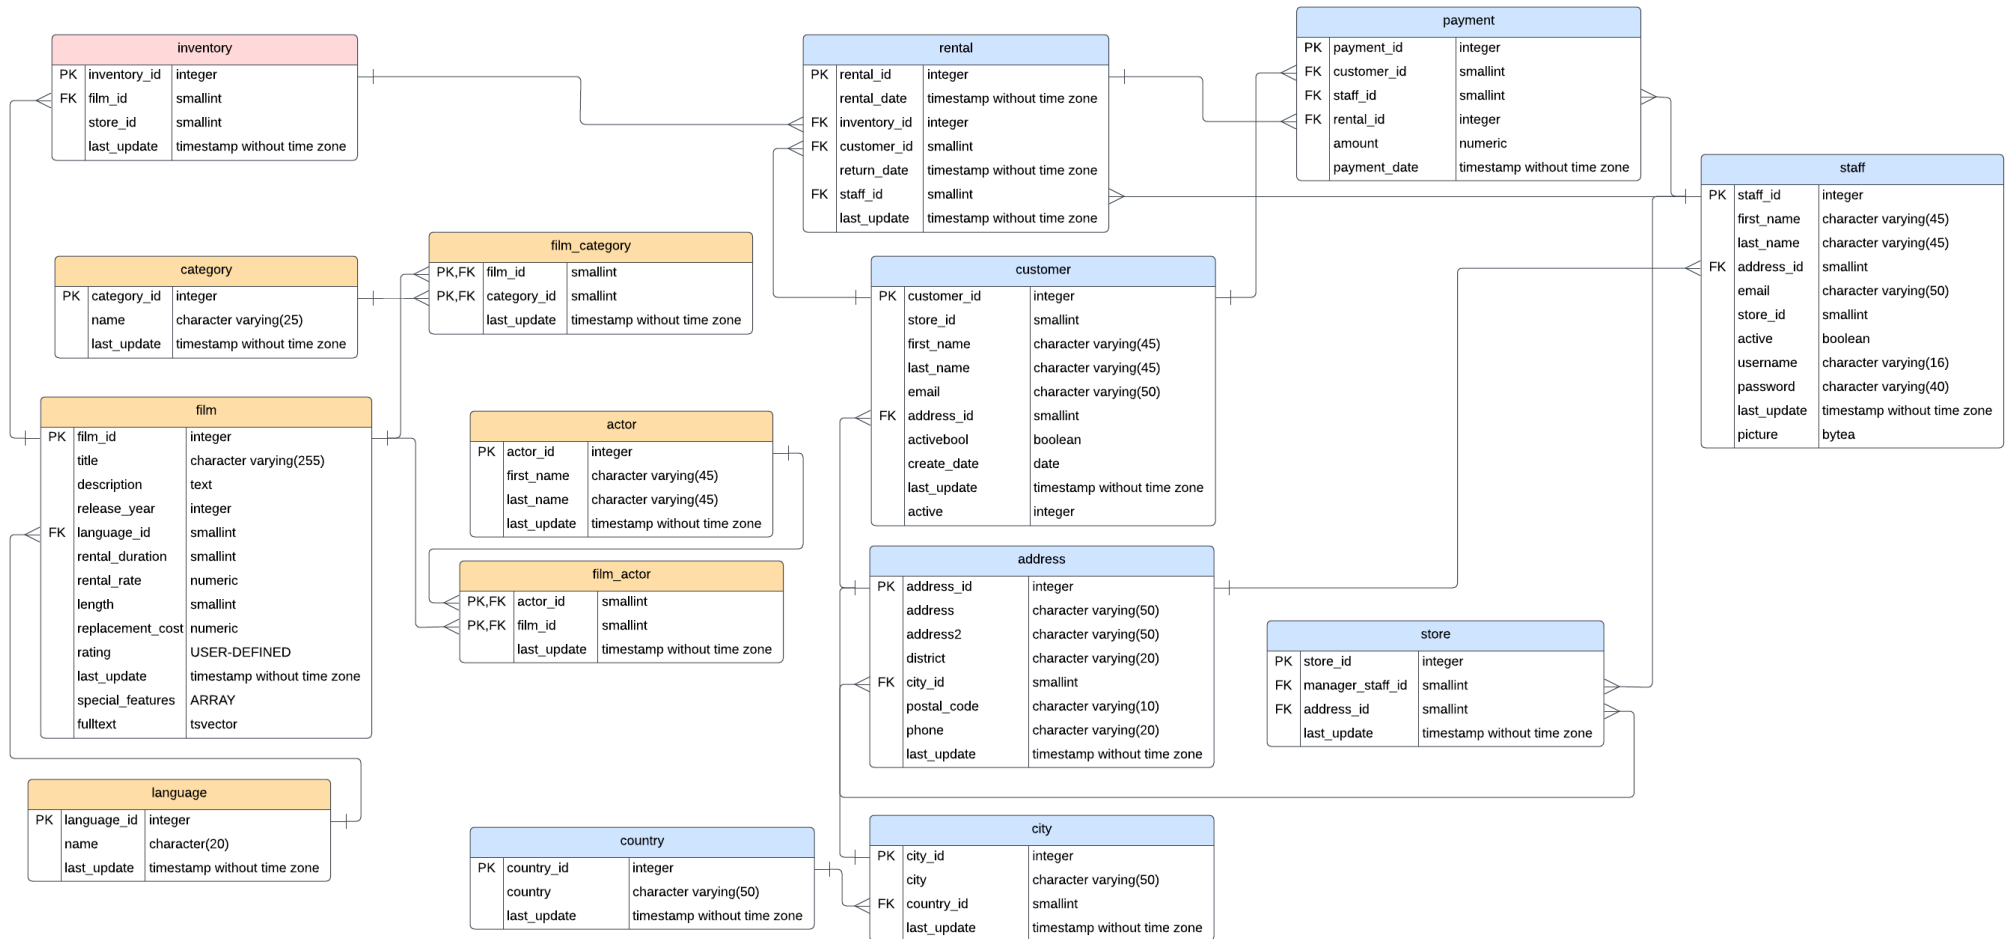 inventory
PK inventory_id integer
FK film_id smallint
store_id smallint
last_update timestamp without time zone
rental
PK rental_id integer
rental_date timestamp without time zone
FK inventory_id integer
FK customer_id smallint
return_date timestamp without time zone
FK staff_id smallint
last_update timestamp without time zone
payment
PK payment_id integer
FK customer_id smallint
FK staff_id smallint
FK rental_id integer
amount numeric
payment_date timestamp without time zone
staff
PK staff_id integer
first_name character varying(45)
last_name character varying(45)
FK address_id smallint
email character varying(50)
store_id smallint
active boolean
username character varying(16)
password character varying(40)
last_update timestamp without time zone
picture bytea
category
PK category_id integer
name character varying(25)
last_update timestamp without time zone
film_category
PK,FK film_id smallint
PK,FK category_id smallint
last_update timestamp without time zone
customer
PK customer_id integer
store_id smallint
first_name character varying(45)
last_name character varying(45)
email character varying(50)
FK address_id smallint
activebool boolean
create_date date
last_update timestamp without time zone
active integer
film
PK film_id integer
title character varying(255)
description text
release_year integer
FK language_id smallint
rental_duration smallint
rental_rate numeric
length smallint
replacement_cost numeric
rating USER-DEFINED
last_update timestamp without time zone
special_features ARRAY
fulltext tsvector
actor
PK actor_id integer
first_name character varying(45)
last_name character varying(45)
last_update timestamp without time zone
film_actor
PK,FK actor_id smallint
PK,FK film_id smallint
last_update timestamp without time zone
address
PK address_id integer
address character varying(50)
address2 character varying(50)
district character varying(20)
FK city_id smallint
postal_code character varying(10)
phone character varying(20)
last_update timestamp without time zone
store
PK store_id integer
FK manager_staff_id smallint
FK address_id smallint
last_update timestamp without time zone
language
PK language_id integer
name character(20)
last_update timestamp without time zone
country
PK country_id integer
country character varying(50)
last_update timestamp without time zone
city
PK city_id integer
city character varying(50)
FK country_id smallint
last_update timestamp without time zone